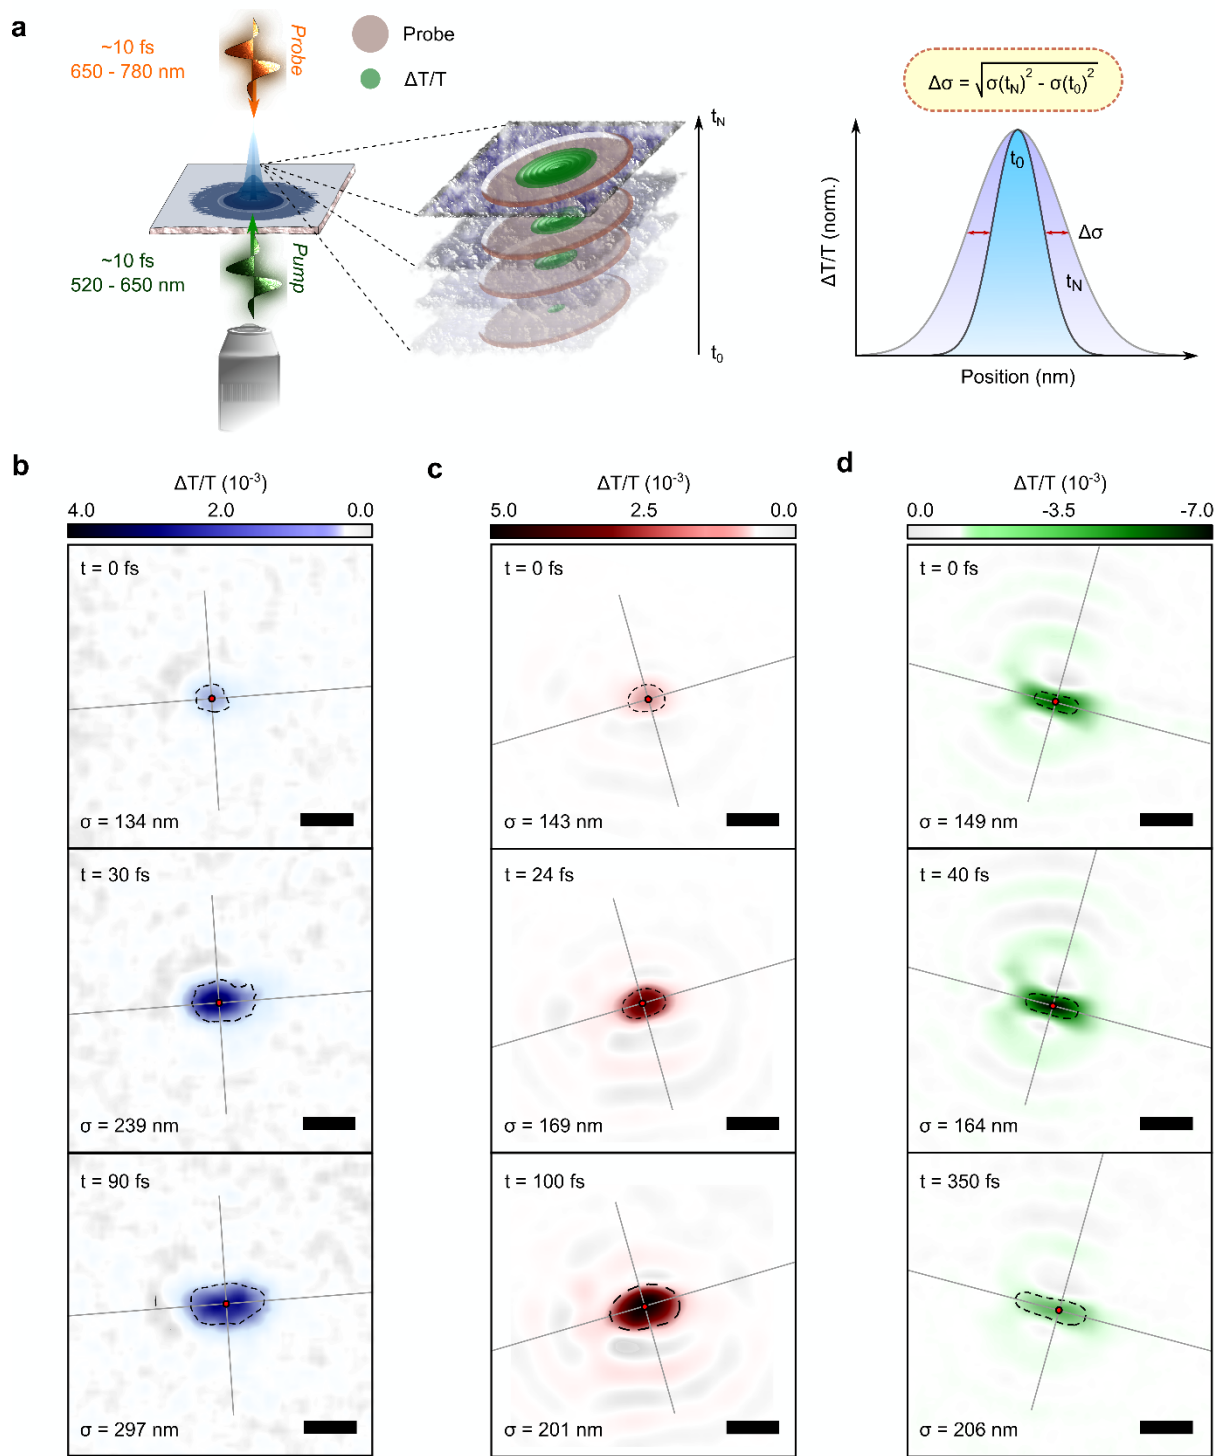 a
~10 fs
650 - 780 nm
Probe
Probe
ΔT/T
~10 fs
520 - 650 nm
Pump
t_N
t_0
Δσ = √σ(t_N)² - σ(t_0)²
ΔT/T (norm.)
t_0
Δσ
t_N
Position (nm)
b
ΔT/T (10⁻³)
4.0 2.0 0.0
t = 0 fs
σ = 134 nm
t = 30 fs
σ = 239 nm
t = 90 fs
σ = 297 nm
c
ΔT/T (10⁻³)
5.0 2.5 0.0
t = 0 fs
σ = 143 nm
t = 24 fs
σ = 169 nm
t = 100 fs
σ = 201 nm
d
ΔT/T (10⁻³)
0.0 -3.5 -7.0
t = 0 fs
σ = 149 nm
t = 40 fs
σ = 164 nm
t = 350 fs
σ = 206 nm